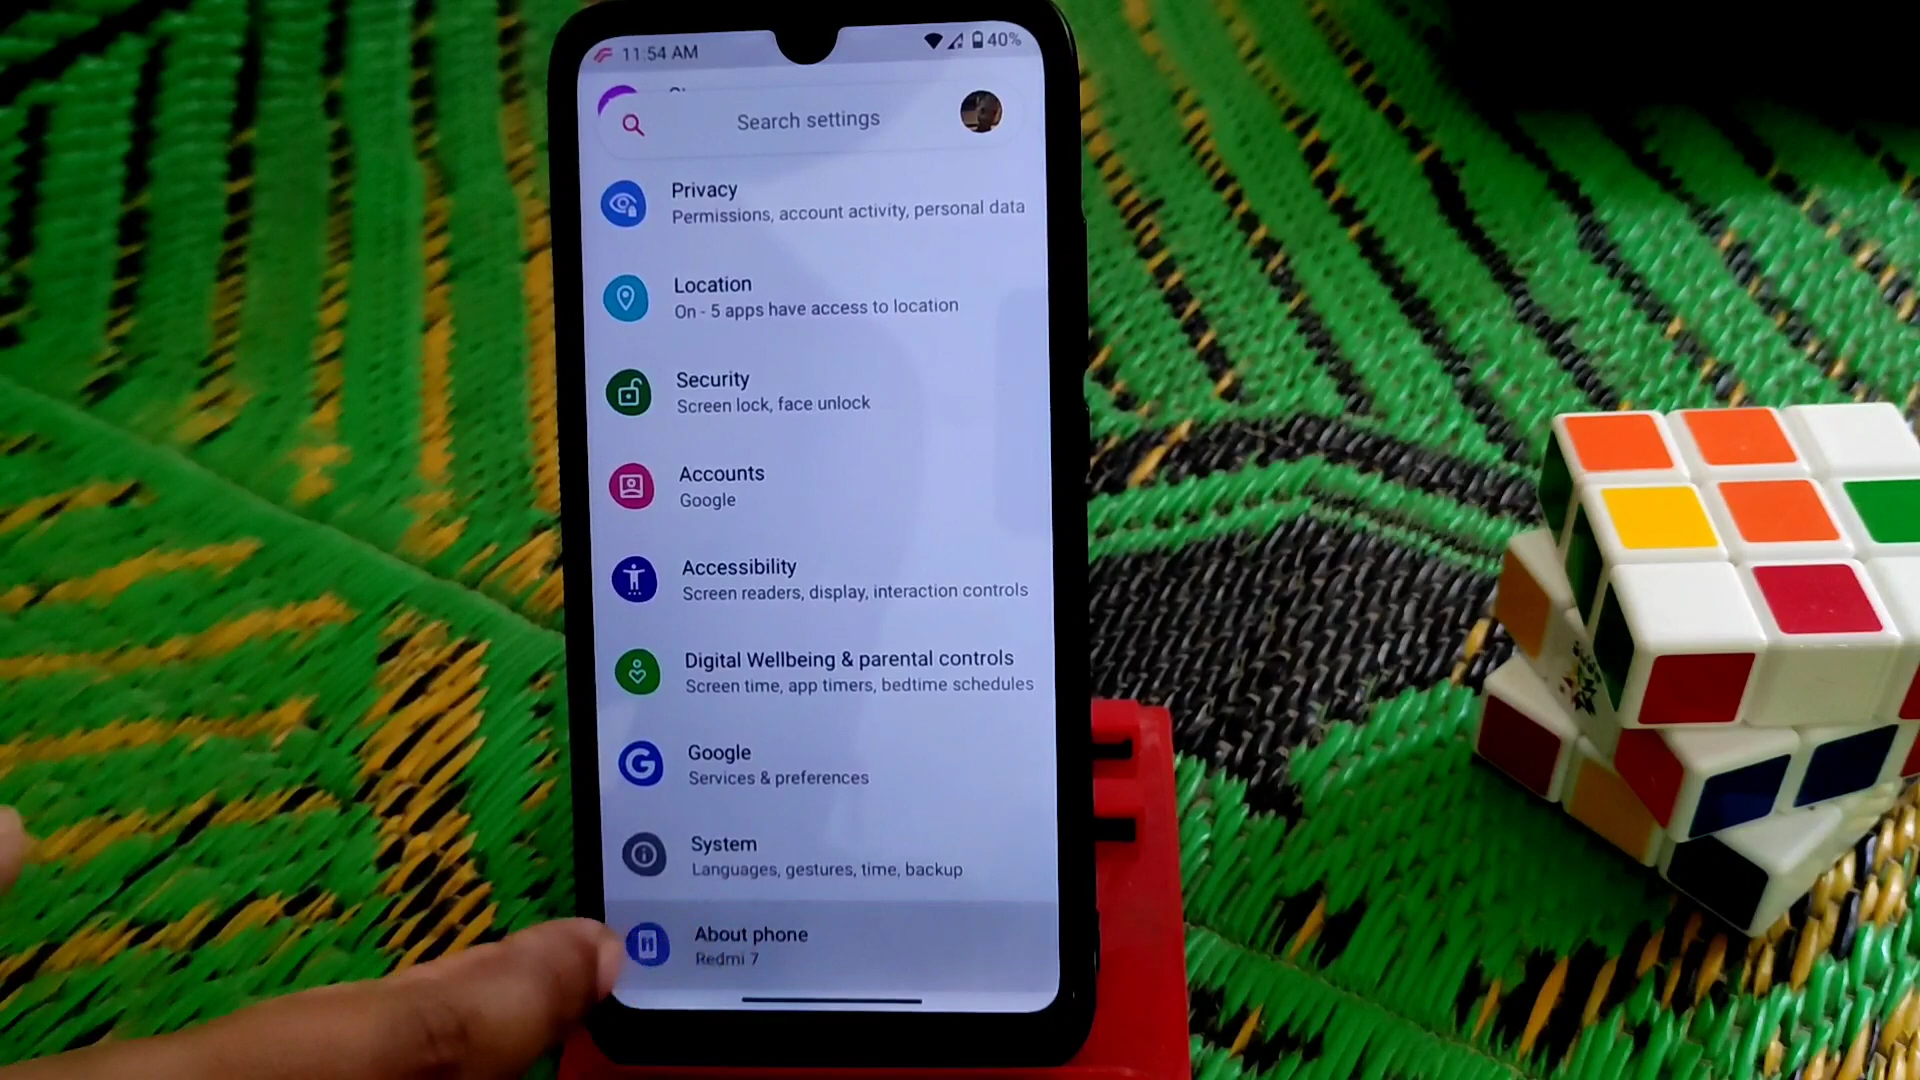 11:54 AM
40%
Search settings
Privacy
Permissions, account activity, personal data
Location
On - 5 apps have access to location
Security
Screen lock, face unlock
Accounts
Google
Accessibility
Screen readers, display, interaction controls
Digital Wellbeing & parental controls
Screen time, app timers, bedtime schedules
Google
Services & preferences
System
Languages, gestures, time, backup
About phone
Redmi 7